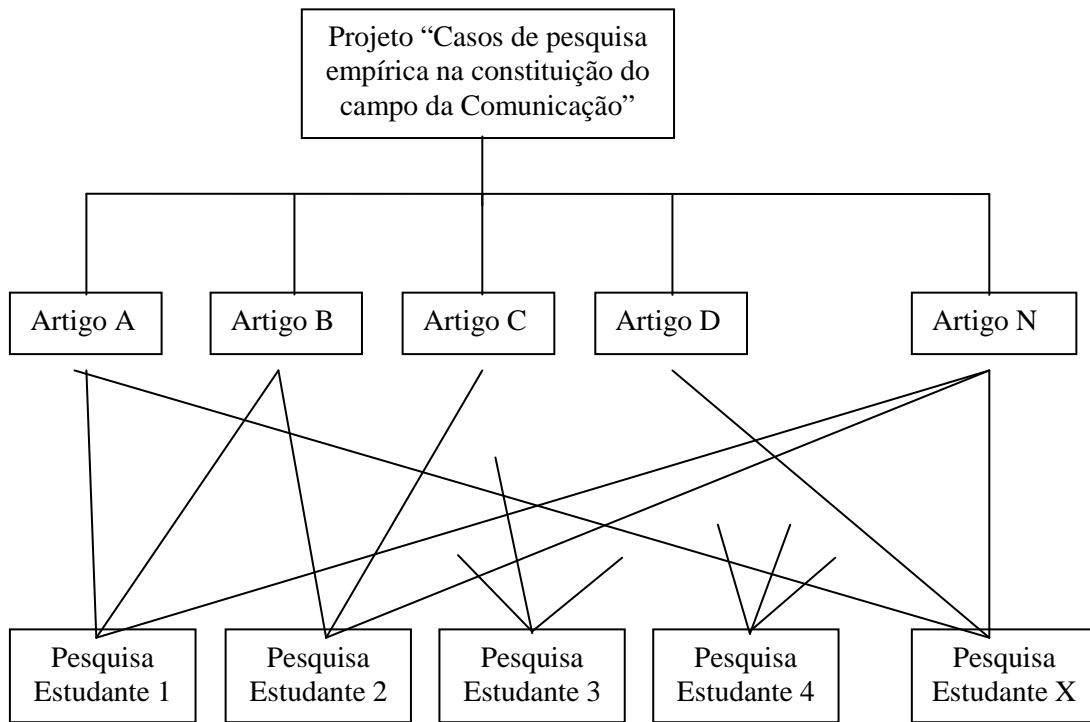 Projeto “Casos de pesquisa
empírica na constituição do
campo da Comunicação”
Artigo A
Artigo B
Artigo C
Artigo D
Artigo N
Pesquisa
Estudante 1
Pesquisa
Estudante 2
Pesquisa
Estudante 3
Pesquisa
Estudante 4
Pesquisa
Estudante X